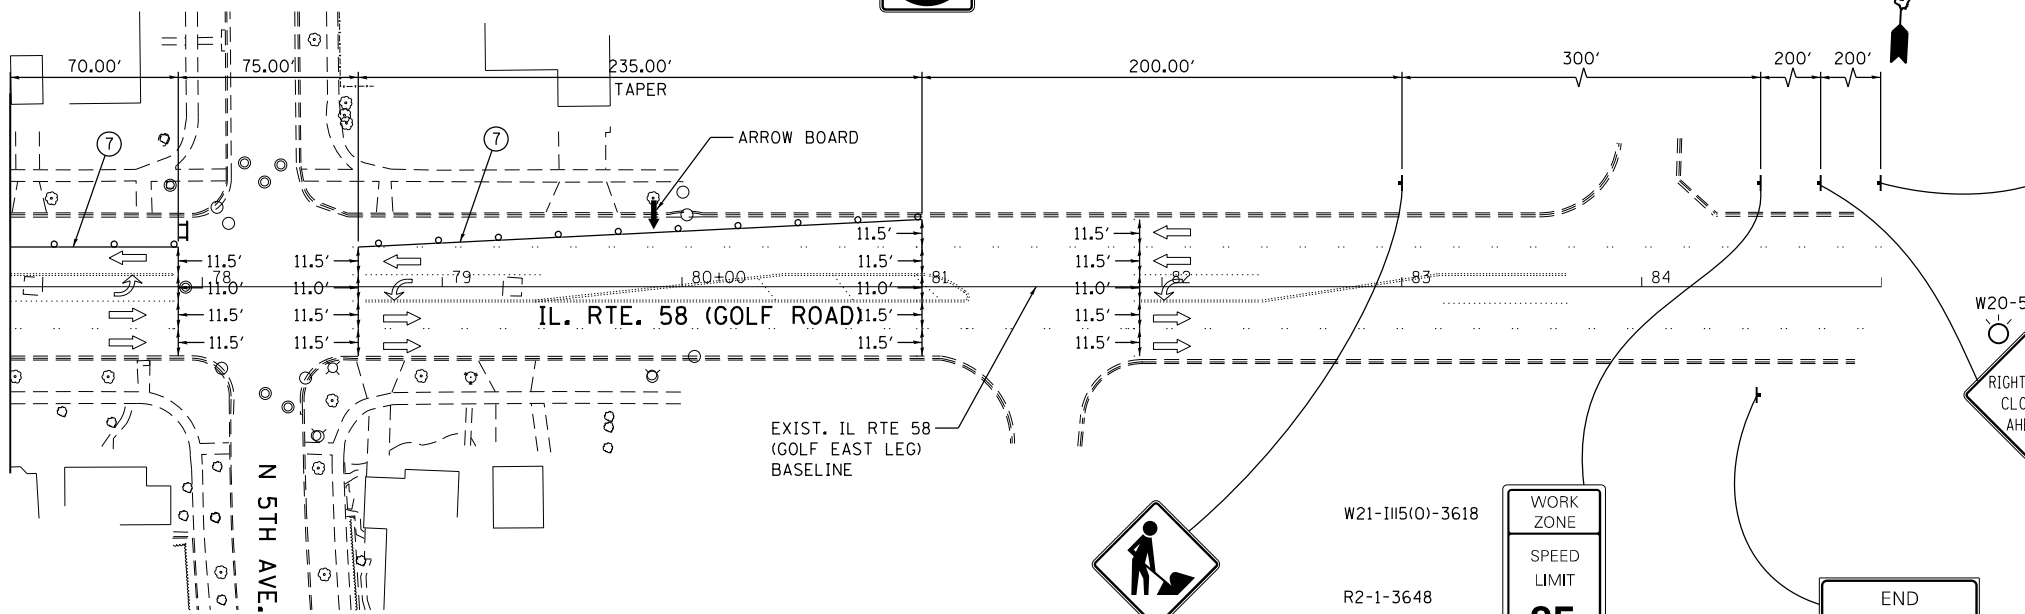 70.00'
75.00'
235.00'
TAPER
200.00'
300'
200'
200'
7
7
ARROW BOARD
11.5'
11.5'
11.5'
11.5'
11.5'
11.5'
78
79
80+00
81
82
83
84
11.0'
11.0'
11.0'
11.0'
IL. RTE. 58 (GOLF ROAD)
11.5'
11.5'
11.5'
11.5'
11.5'
11.5'
11.5'
11.5'
W20-5
RIGHT
CLO
AHE
EXIST. IL RTE 58
(GOLF EAST LEG)
BASELINE
N 5TH AVE.
W21-I115(O)-3618
WORK
ZONE
SPEED
LIMIT
R2-1-3648
END